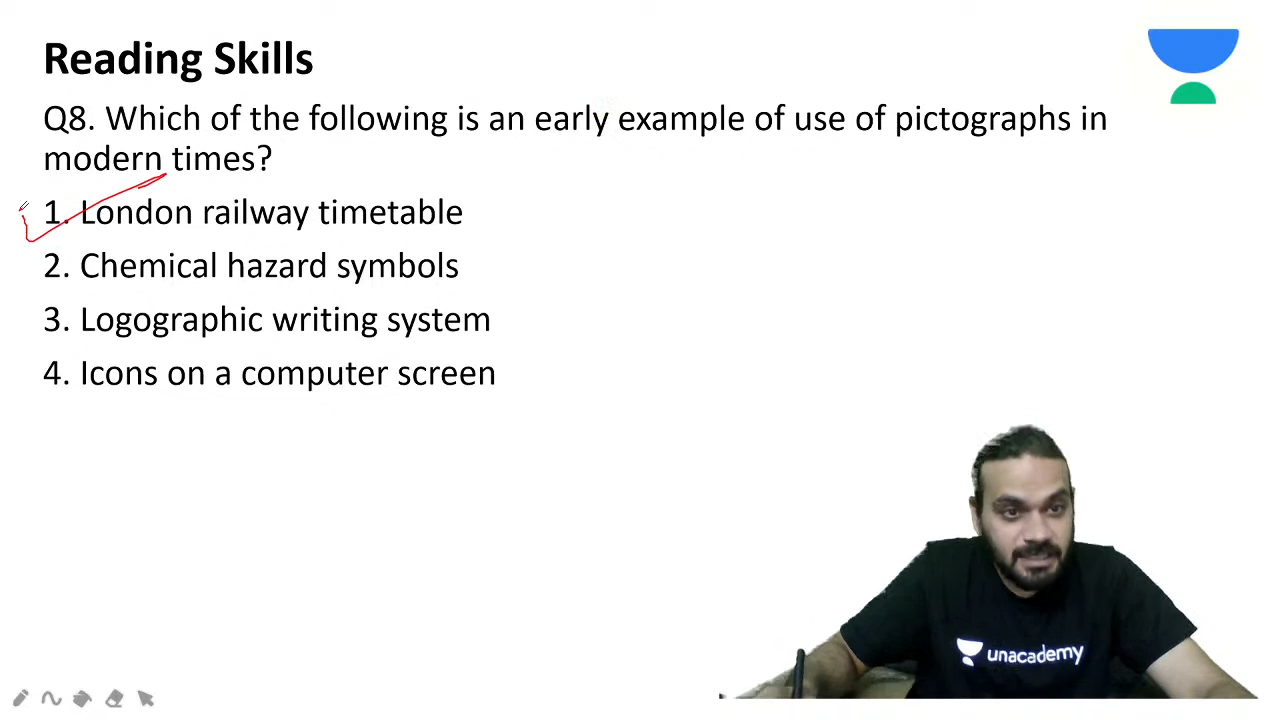 Reading Skills
Q8. Which of the following is an early example of use of pictographs in
modern times?
1. London railway timetable
2. Chemical hazard symbols
3. Logographic writing system
4. Icons on a computer screen
unacademy